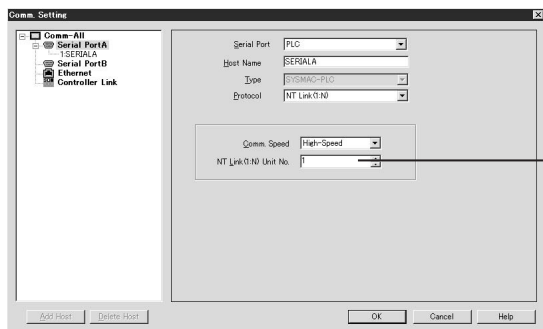 Comm. Setting
Comm-All
Serial PortA
1:SERIALA
Serial PortB
Ethernet
Controller Link
Serial Port PLC
Host Name SERIALA
Type SYSMAC-PLC
Protocol NT Link(1:N)
Comm. Speed High-Speed
NT Link(1:N) Unit No. 1
Add Host Delete Host OK Cancel Help